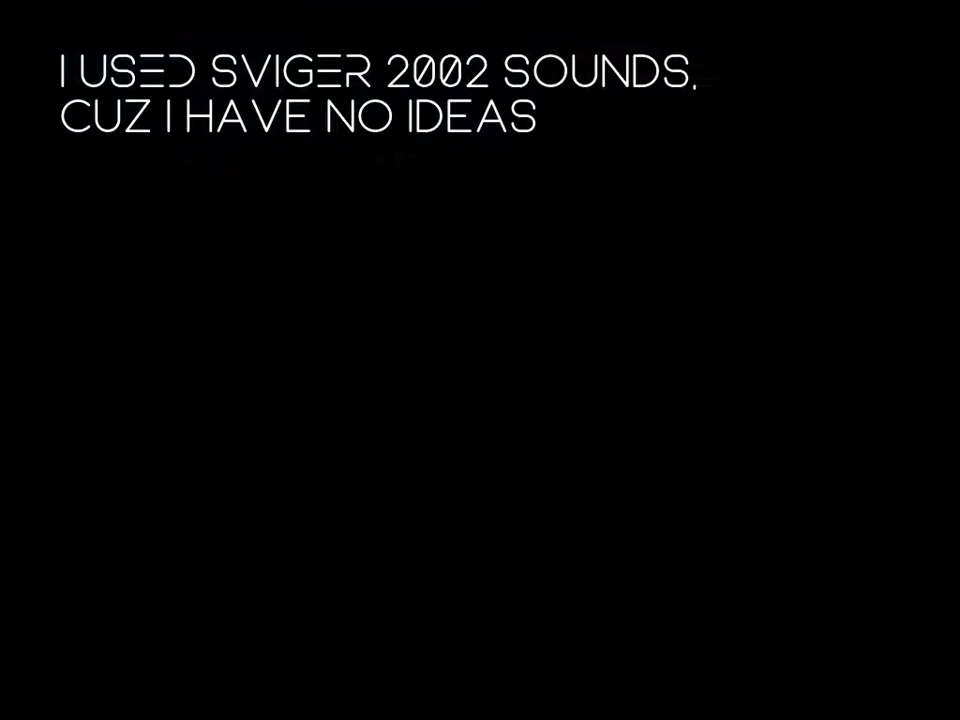 I USED SVIGER 2002 SOUNDS,
CUZ I HAVE NO IDEAS